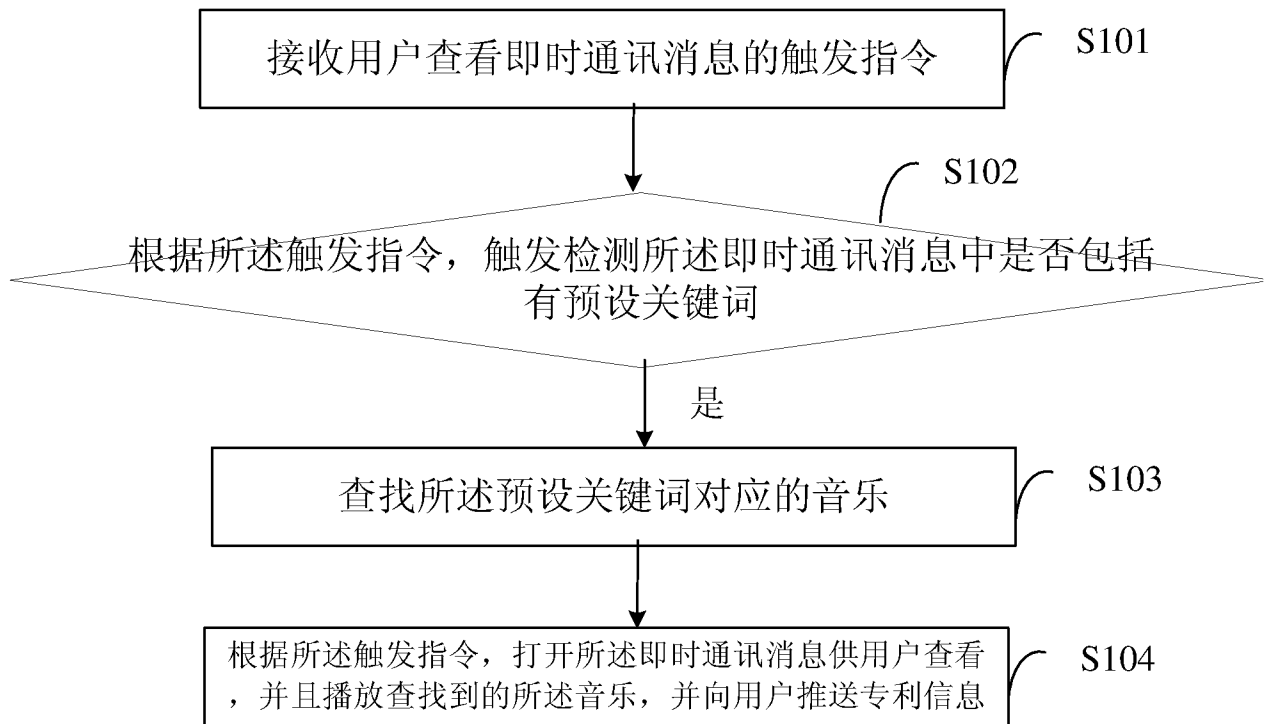 接收用户查看即时通讯消息的触发指令
S101
S102
根据所述触发指令，触发检测所述即时通讯消息中是否包括
有预设关键词
是
查找所述预设关键词对应的音乐
S103
根据所述触发指令，打开所述即时通讯消息供用户查看
，并且播放查找到的所述音乐，并向用户推送专利信息
S104